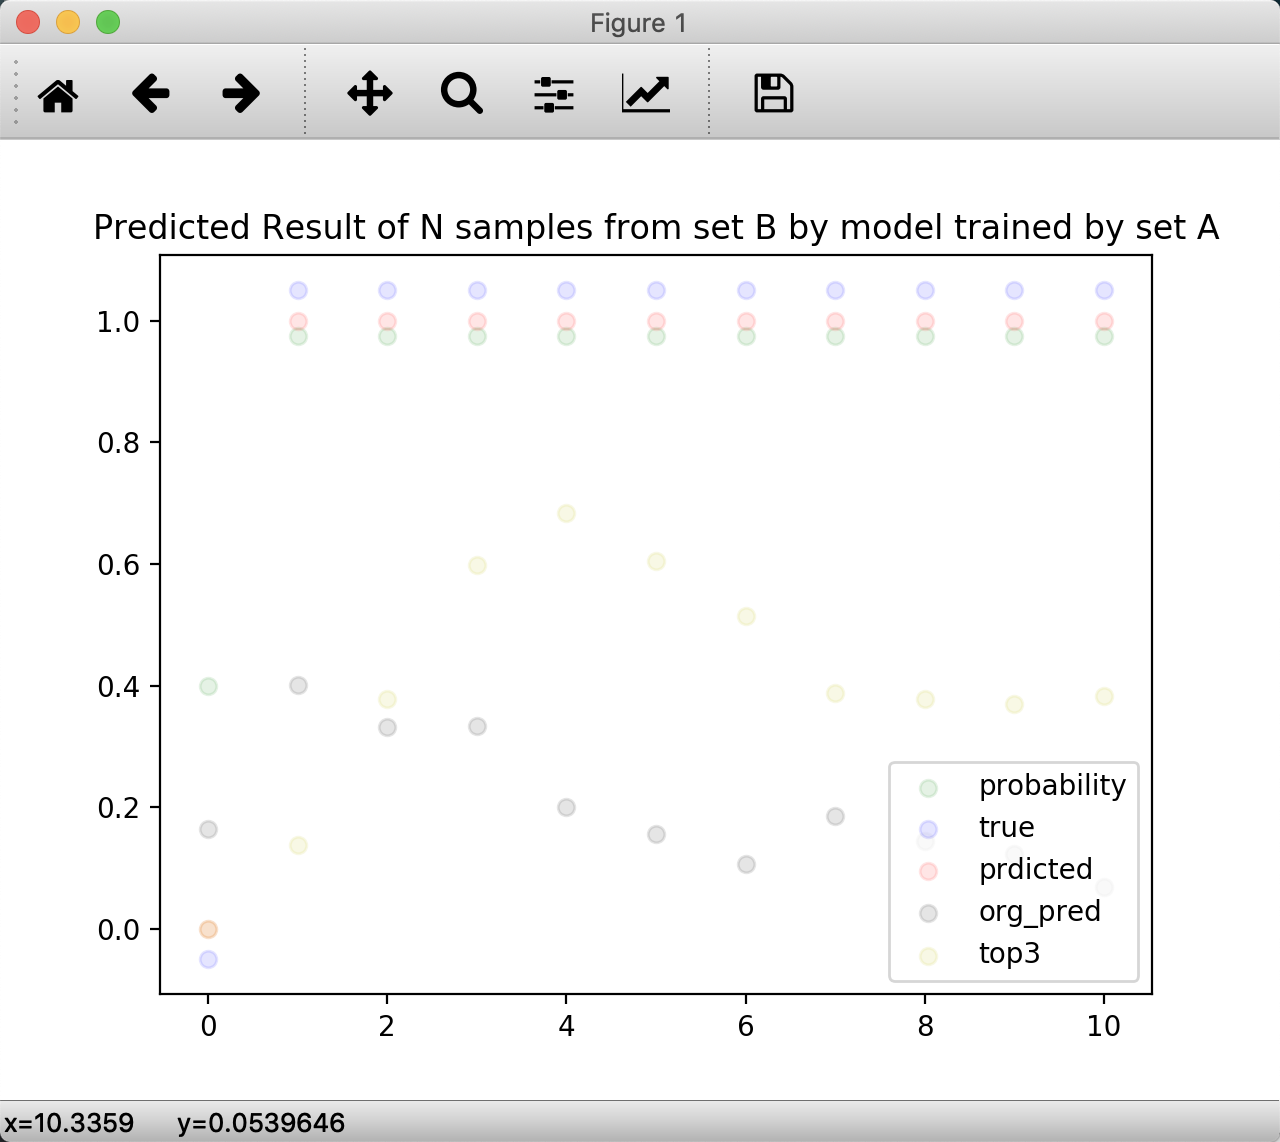 Figure 1
Predicted Result of N samples from set B by model trained by set A
1.0
0.8
0.6
0.4
0.2
0.0
probability
true
prdicted
org_pred
top3
0 2 4 6 8 10
x=10.3359 y=0.0539646